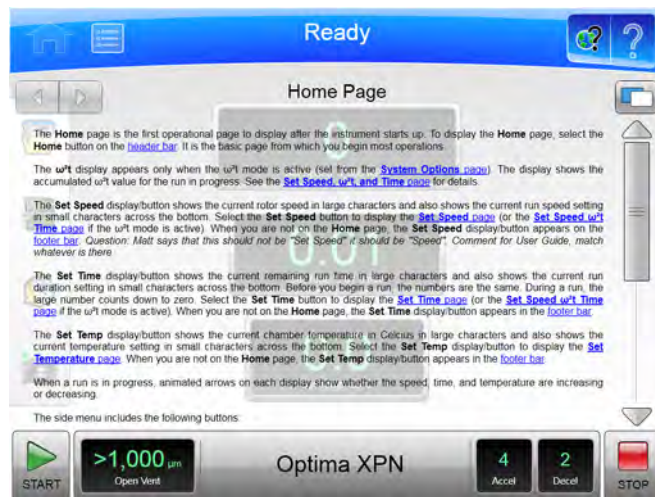 Ready
Home Page
The Home page is the first operational page to display after the instrument starts up. To display the Home page, select the
Home button on the header bar. It is the basic page from which you begin most operations.
The ω²t display appears only when the ω²t mode is active (set from the System Options page). The display shows the
accumulated ω²t value for the run in progress. See the Set Speed, ω²t, and Time page for details.
The Set Speed display/button shows the current rotor speed in large characters and also shows the current run speed setting
in small characters across the bottom. Select the Set Speed button to display the Set Speed page (or the Set Speed ω²t
Time page if the ω²t mode is active). When you are not on the Home page, the Set Speed display/button appears on the
footer bar. Question: Matt says that this should not be "Set Speed" it should be "Speed". Comment for User Guide, match
whatever is there.
The Set Time display/button shows the current remaining run time in large characters and also shows the current run
duration setting in small characters across the bottom. Before you begin a run, the numbers are the same. During a run, the
large number counts down to zero. Select the Set Time button to display the Set Time page (or the Set Speed ω²t Time
page if the ω²t mode is active). When you are not on the Home page, the Set Time display/button appears in the footer bar.
The Set Temp display/button shows the current chamber temperature in Celcius in large characters and also shows the
current temperature setting in small characters across the bottom. Select the Set Temp button to display the Set
Temperature page. When you are not on the Home page, the Set Temp display/button appears in the footer bar.
When a run is in progress, animated arrows on each display show whether the speed, time, and temperature are increasing
or decreasing.
The side menu includes the following buttons:
START
>1,000 μm
Open Vent
Optima XPN
4
Accel
2
Decel
STOP